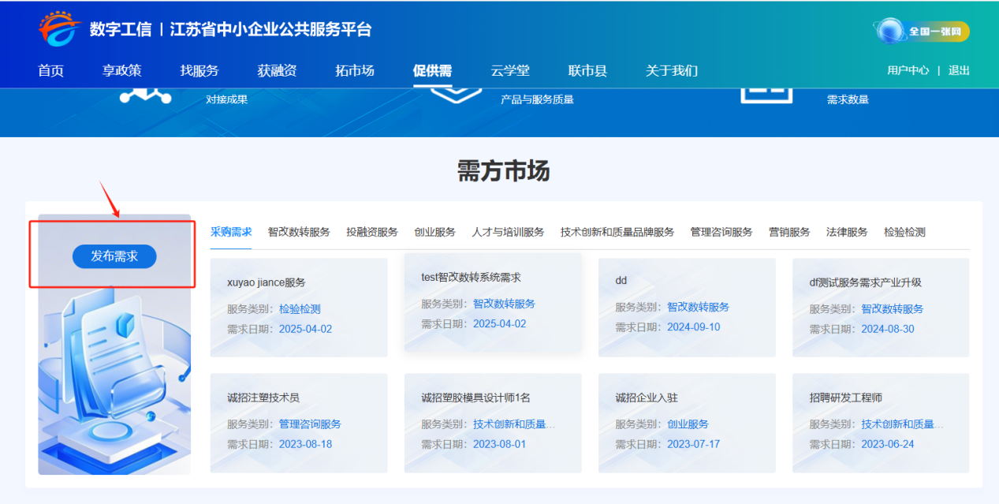 数字工信 | 江苏省中小企业公共服务平台
全国一张网
首页 享政策 找服务 获融资 拓市场 促供需 云学堂 联市县 关于我们 用户中心 | 退出
对接成果 产品与服务质量 需求数量
需方市场
发布需求
采购需求 智改数转服务 投融资服务 创业服务 人才与培训服务 技术创新和质量品牌服务 管理咨询服务 营销服务 法律服务 检验检测
xuyao jiance服务
服务类别：检验检测
需求日期：2025-04-02
test智改数转系统需求
服务类别：智改数转服务
需求日期：2025-04-02
dd
服务类别：智改数转服务
需求日期：2024-09-10
df测试服务需求产业升级
服务类别：智改数转服务
需求日期：2024-08-30
诚招注塑技术员
服务类别：管理咨询服务
需求日期：2023-08-18
诚招塑胶模具设计师1名
服务类别：技术创新和质量...
需求日期：2023-08-01
诚招企业入驻
服务类别：创业服务
需求日期：2023-07-17
招聘研发工程师
服务类别：技术创新和质量...
需求日期：2023-06-24